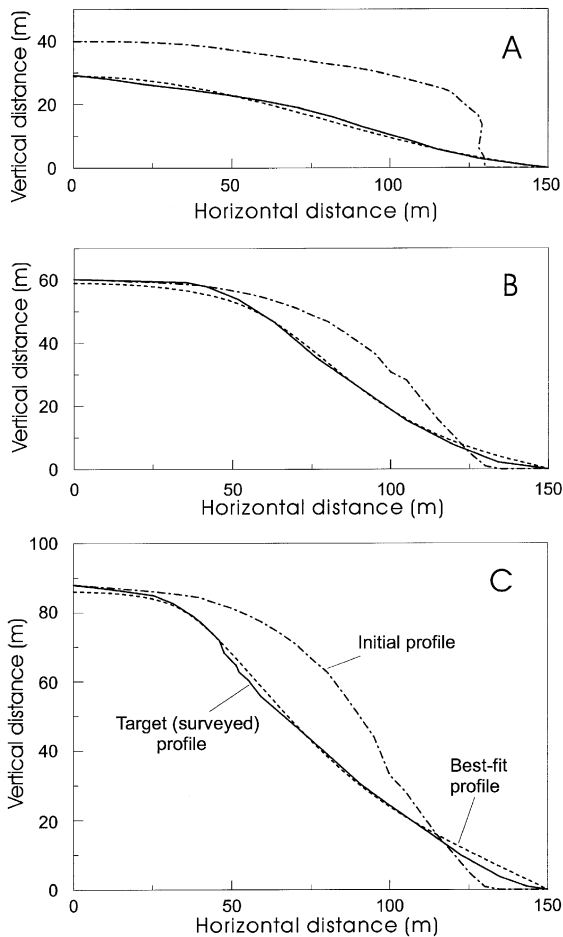 40
A
20
0
0
50
100
150
Vertical distance (m)
Horizontal distance (m)
60
B
40
20
0
0
50
100
150
Vertical distance (m)
Horizontal distance (m)
100
C
80
Initial profile
60
Target (surveyed)
profile
40
Best-fit
profile
20
0
0
50
100
150
Vertical distance (m)
Horizontal distance (m)